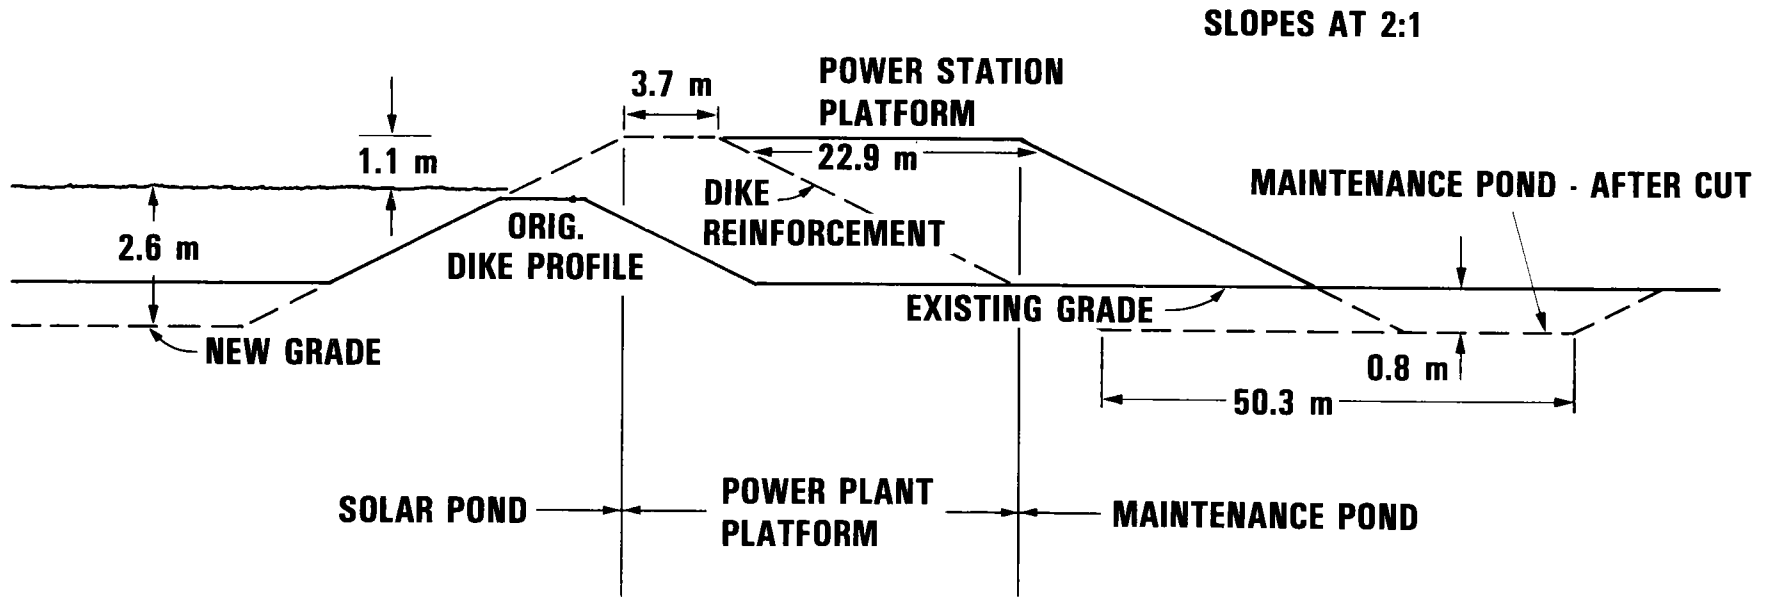 SLOPES AT 2:1
3.7 m
POWER STATION
PLATFORM
1.1 m
22.9 m
2.6 m
DIKE
REINFORCEMENT
MAINTENANCE POND - AFTER CUT
ORIG.
DIKE PROFILE
EXISTING GRADE
NEW GRADE
0.8 m
50.3 m
SOLAR POND
POWER PLANT
PLATFORM
MAINTENANCE POND